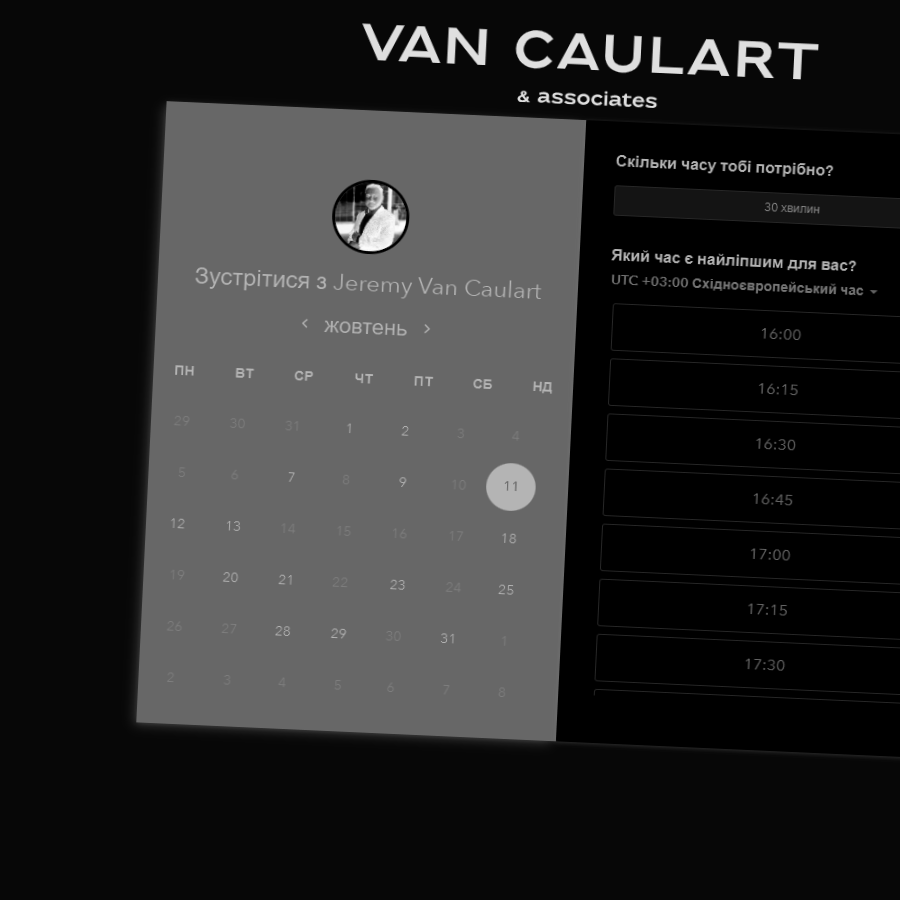 VAN CAULART
& associates
Зустрітися з Jeremy Van Caulart
жовтень
ПН ВТ СР ЧТ ПТ СБ НД
29 30 31 1 2 3 4
5 6 7 8 9 10 11
12 13 14 15 16 17 18
19 20 21 22 23 24 25
26 27 28 29 30 31 1
2 3 4 5 6 7 8
Скільки часу тобі потрібно?
30 хвилин
Який час є найліпшим для вас?
UTC +03:00 Східноєвропейський час
16:00
16:15
16:30
16:45
17:00
17:15
17:30